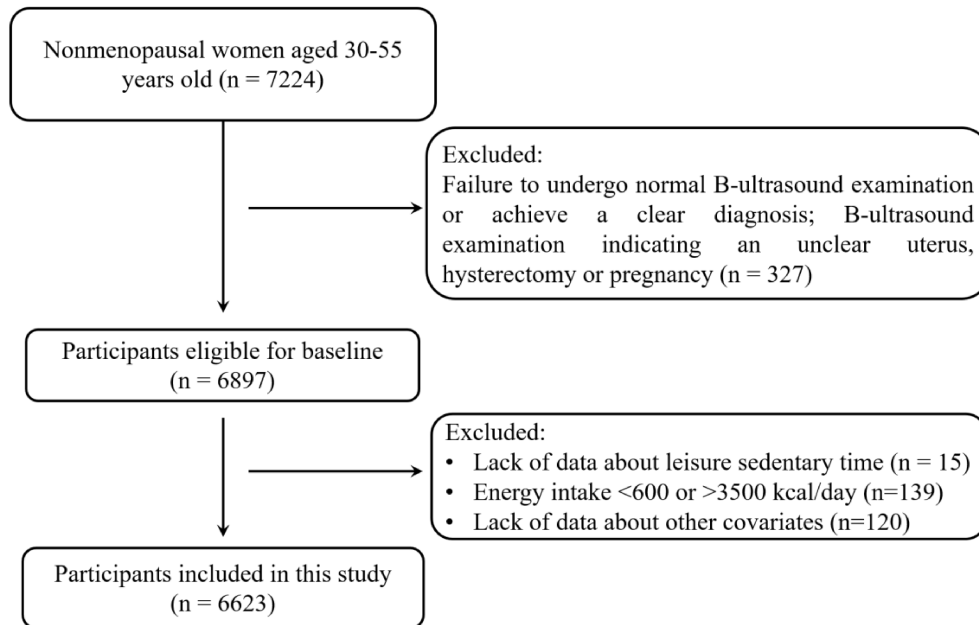 Nonmenopausal women aged 30-55
years old (n = 7224)
Excluded:
Failure to undergo normal B-ultrasound examination
or achieve a clear diagnosis; B-ultrasound
examination indicating an unclear uterus,
hysterectomy or pregnancy (n = 327)
Participants eligible for baseline
(n = 6897)
Excluded:
• Lack of data about leisure sedentary time (n = 15)
• Energy intake <600 or >3500 kcal/day (n=139)
• Lack of data about other covariates (n=120)
Participants included in this study
(n = 6623)